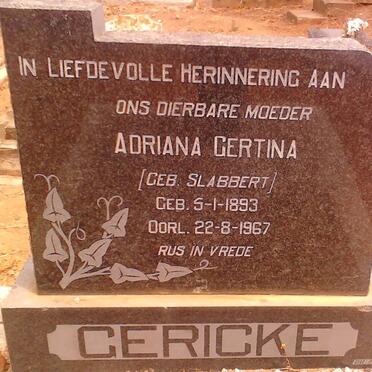 IN LIEFDEVOLLE HERINNERING AAN
ONS DIERBARE MOEDER
ADRIANA GERTINA
[GEB. SLABBERT]
GEB. 5-1-1893
OORL. 22-8-1967
RUS IN VREDE
GERICKE